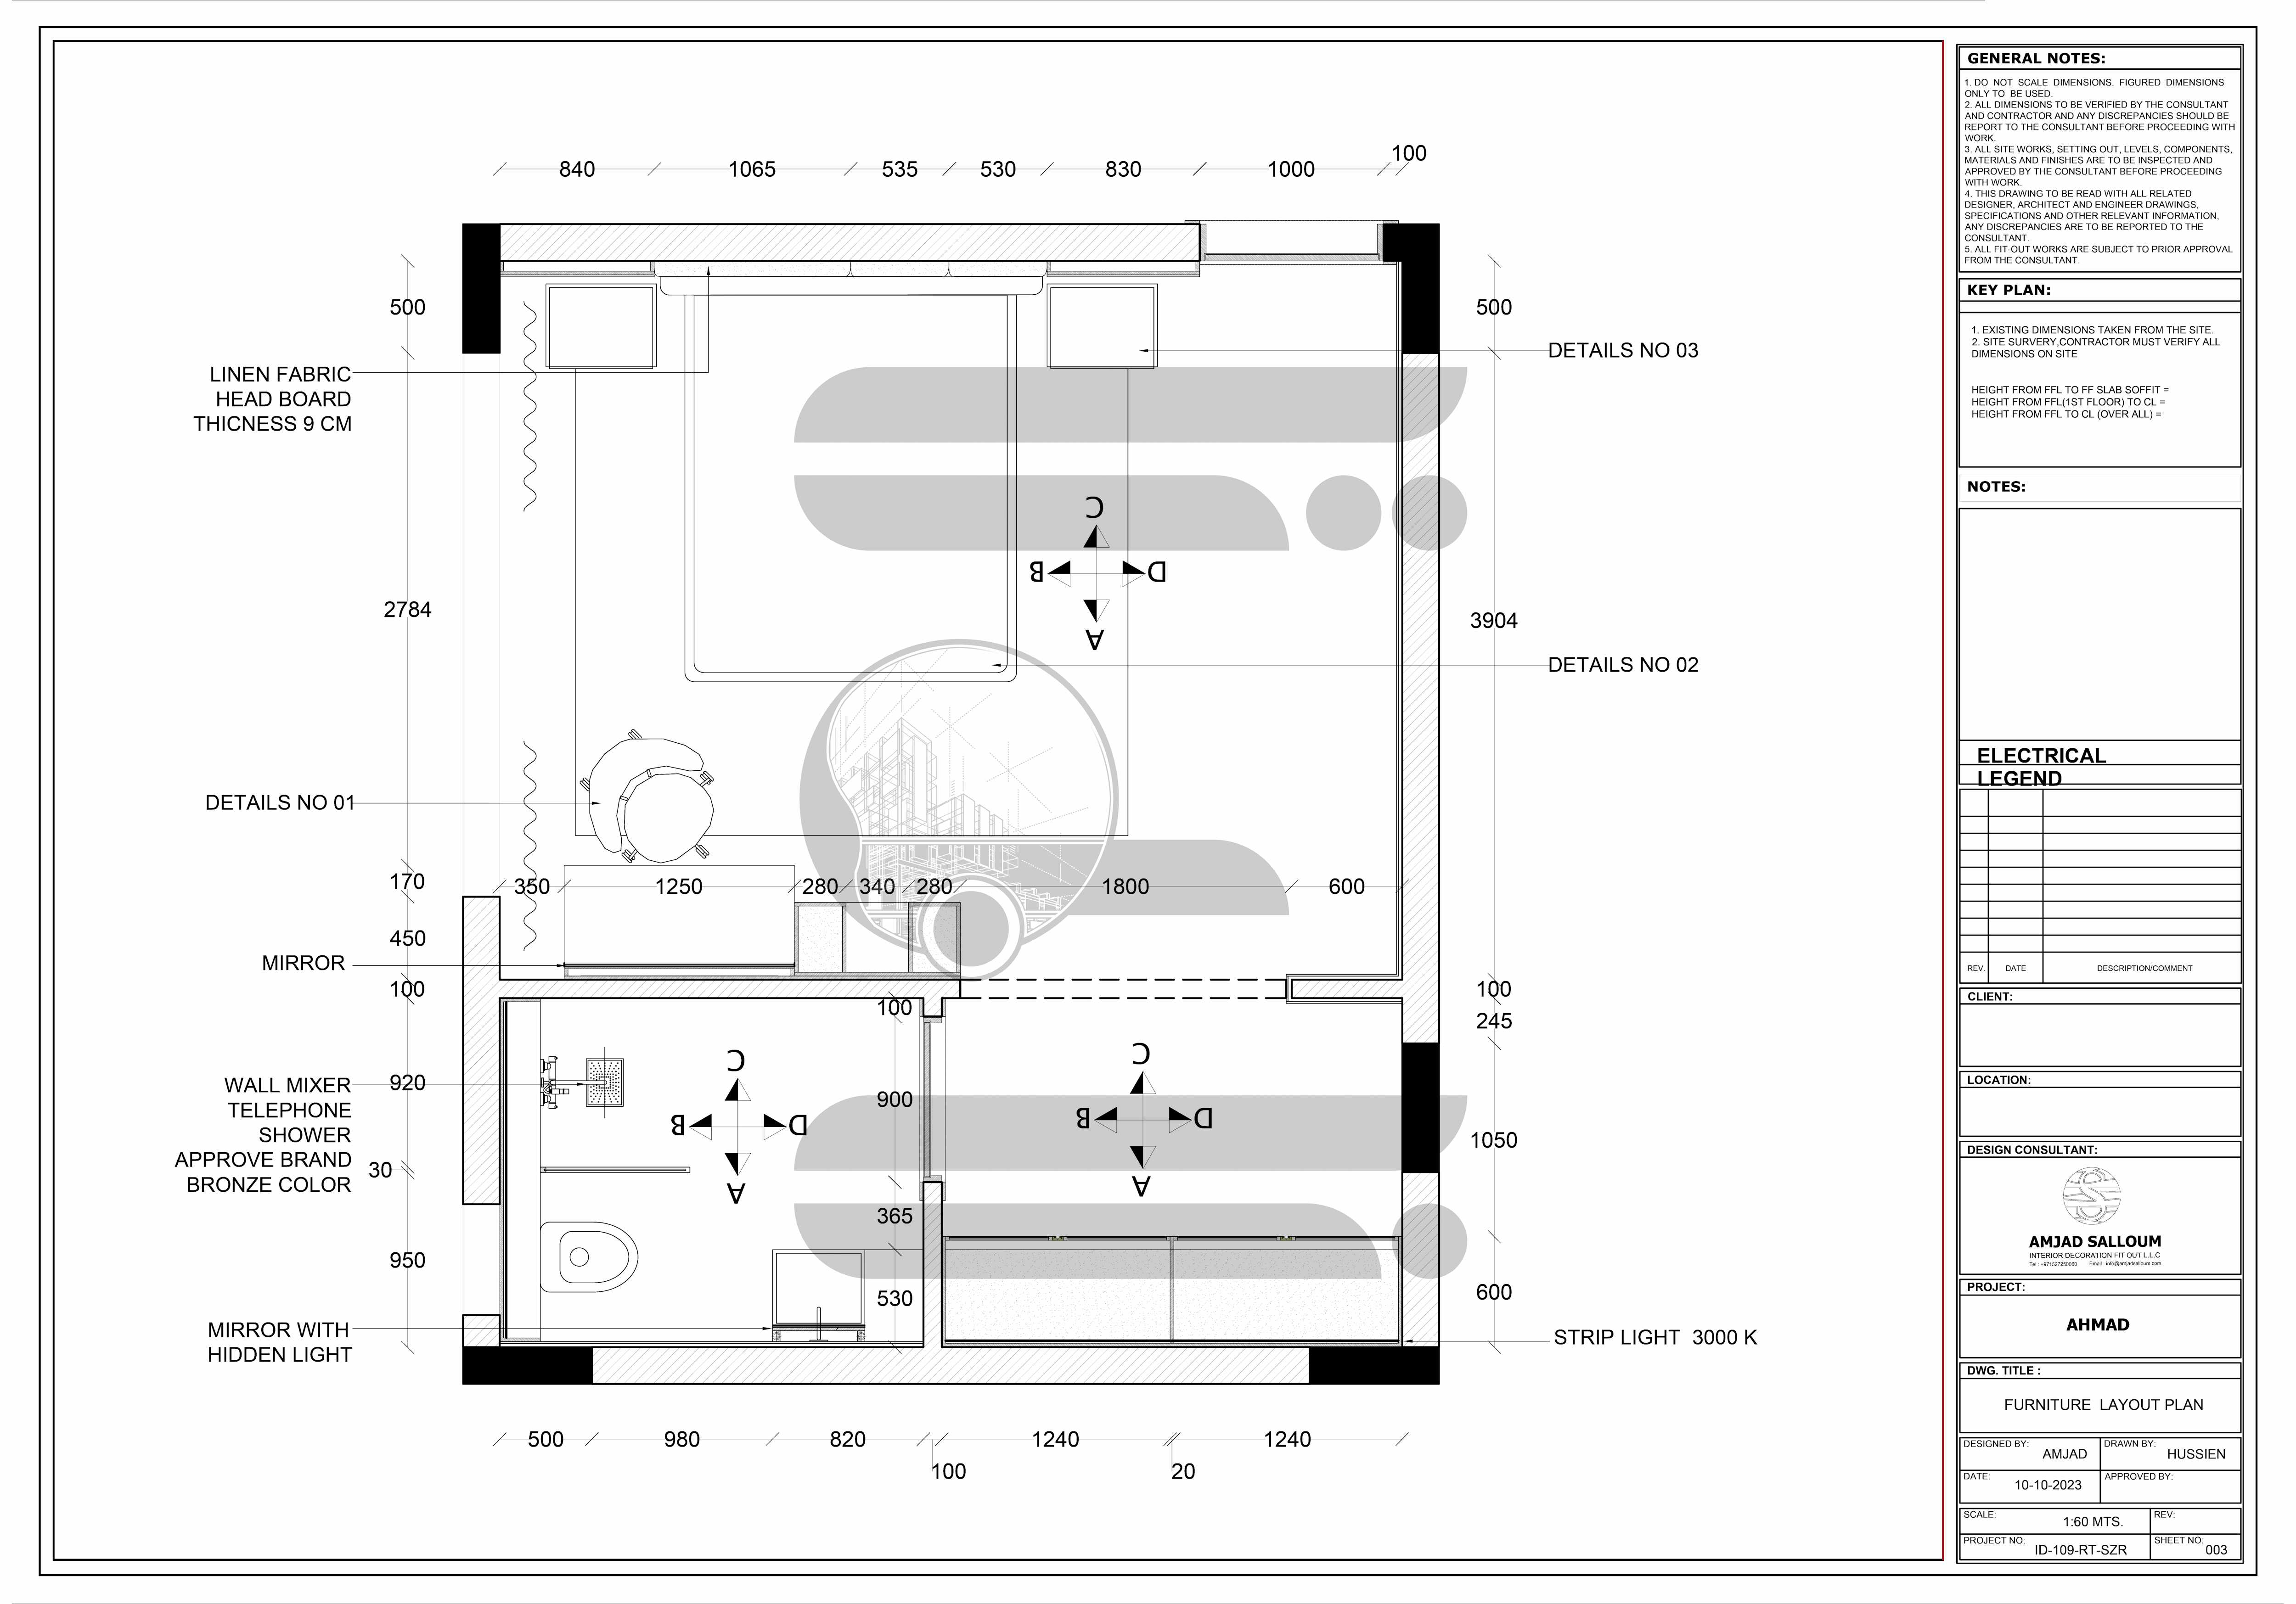 840 1065 535 530 830 1000 100
500
500
DETAILS NO 03
LINEN FABRIC
HEAD BOARD
THICNESS 9 CM
C
B D
A
2784
3904
DETAILS NO 02
DETAILS NO 01
170
350 1250 280 340 280 1800 600
450
MIRROR
100
100
100
245
C
B D
A
C
B D
A
WALL MIXER
TELEPHONE
SHOWER
APPROVE BRAND
BRONZE COLOR
920
900
1050
30
365
950
530
600
MIRROR WITH
HIDDEN LIGHT
STRIP LIGHT 3000 K
500 980 820 1240 1240
100 20
GENERAL NOTES:
1. DO NOT SCALE DIMENSIONS. FIGURED DIMENSIONS
ONLY TO BE USED.
2. ALL DIMENSIONS TO BE VERIFIED BY THE CONSULTANT
AND CONTRACTOR AND ANY DISCREPANCIES SHOULD BE
REPORT TO THE CONSULTANT BEFORE PROCEEDING WITH
WORK.
3. ALL SITE WORKS, SETTING OUT, LEVELS, COMPONENTS,
MATERIALS AND FINISHES ARE TO BE INSPECTED AND
APPROVED BY THE CONSULTANT BEFORE PROCEEDING
WITH WORK.
4. THIS DRAWING TO BE READ WITH ALL RELATED
DESIGNER, ARCHITECT AND ENGINEER DRAWINGS,
SPECIFICATIONS AND OTHER RELEVANT INFORMATION,
ANY DISCREPANCIES ARE TO BE REPORTED TO THE
CONSULTANT.
5. ALL FIT-OUT WORKS ARE SUBJECT TO PRIOR APPROVAL
FROM THE CONSULTANT.
KEY PLAN:
1. EXISTING DIMENSIONS TAKEN FROM THE SITE.
2. SITE SURVERY,CONTRACTOR MUST VERIFY ALL
DIMENSIONS ON SITE
HEIGHT FROM FFL TO FF SLAB SOFFIT =
HEIGHT FROM FFL(1ST FLOOR) TO CL =
HEIGHT FROM FFL TO CL (OVER ALL) =
NOTES:
ELECTRICAL
LEGEND
REV. DATE DESCRIPTION/COMMENT
CLIENT:
LOCATION:
DESIGN CONSULTANT:
AMJAD SALLOUM
INTERIOR DECORATION FIT OUT L.L.C
Tel : +971527250060 Email : info@amjadsalloum.com
PROJECT:
AHMAD
DWG. TITLE :
FURNITURE LAYOUT PLAN
DESIGNED BY: AMJAD DRAWN BY: HUSSIEN
DATE: 10-10-2023 APPROVED BY:
SCALE: 1:60 MTS. REV:
PROJECT NO: ID-109-RT-SZR SHEET NO: 003